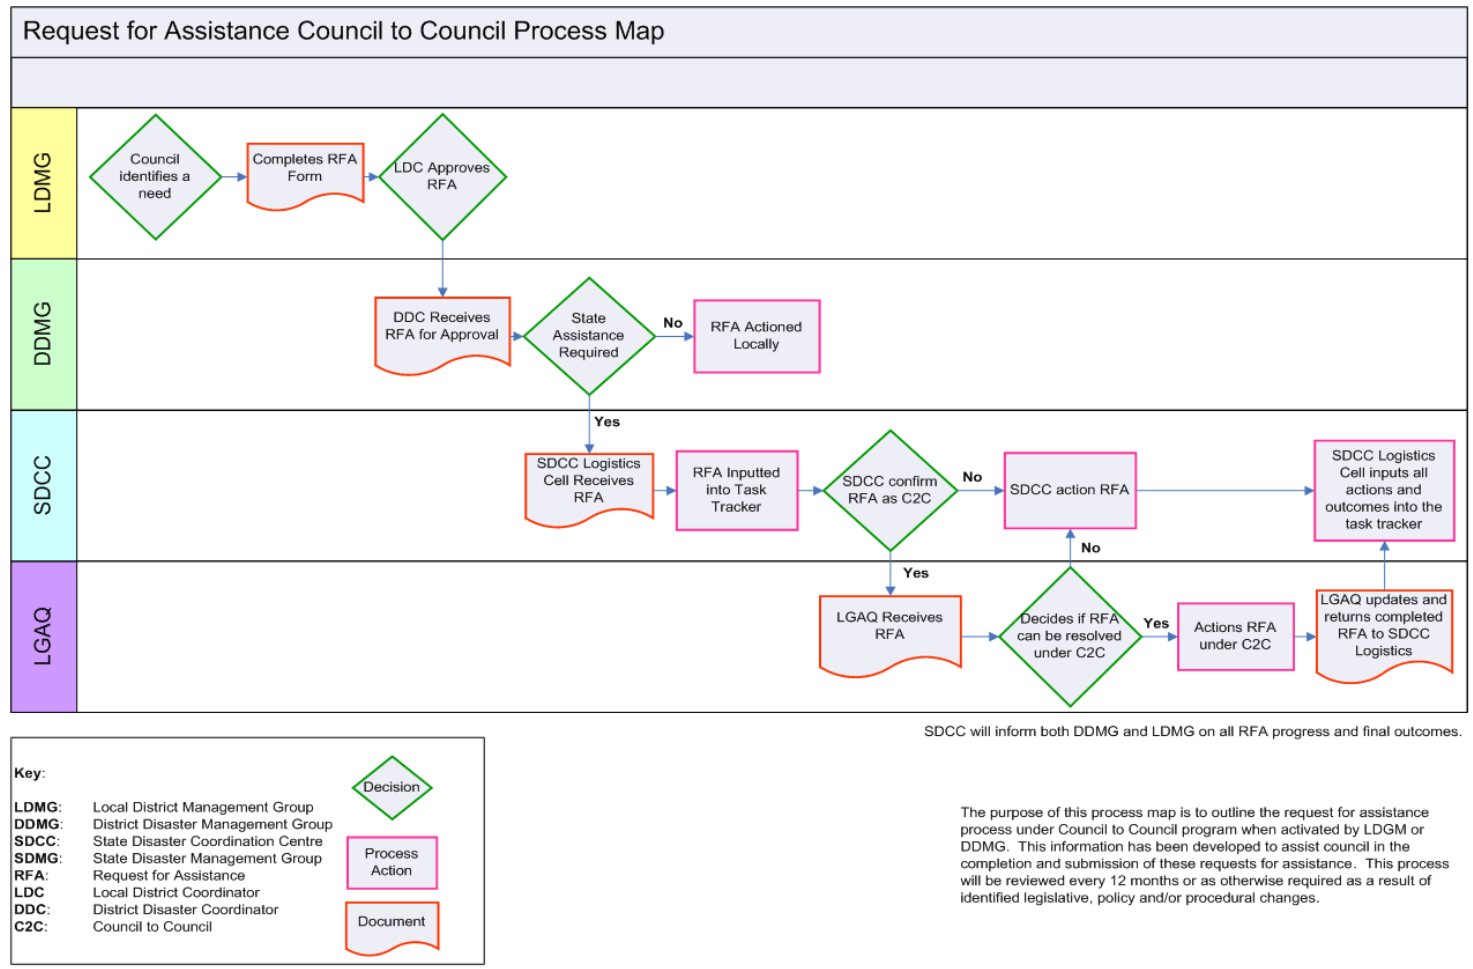 Request for Assistance Council to Council Process Map
LDMG
Council
identifies a
need
Completes RFA
Form
LDC Approves
RFA
DDMG
DDC Receives
RFA for Approval
State
Assistance
Required
No
RFA Actioned
Locally
Yes
SDCC
SDCC Logistics
Cell Receives
RFA
RFA Inputted
into Task
Tracker
SDCC confirm
RFA as C2C
No
SDCC action RFA
SDCC Logistics
Cell inputs all
actions and
outcomes into the
task tracker
Yes
No
LGAQ
LGAQ Receives
RFA
Decides if RFA
can be resolved
under C2C
Yes
Actions RFA
under C2C
LGAQ updates and
returns completed
RFA to SDCC
Logistics
SDCC will inform both DDMG and LDMG on all RFA progress and final outcomes.
Key:
LDMG: Local District Management Group
DDMG: District Disaster Management Group
SDCC: State Disaster Coordination Centre
SDMG: State Disaster Management Group
RFA: Request for Assistance
LDC Local District Coordinator
DDC: District Disaster Coordinator
C2C: Council to Council
Decision
Process
Action
Document
The purpose of this process map is to outline the request for assistance
process under Council to Council program when activated by LDGM or
DDMG. This information has been developed to assist council in the
completion and submission of these requests for assistance. This process
will be reviewed every 12 months or as otherwise required as a result of
identified legislative, policy and/or procedural changes.